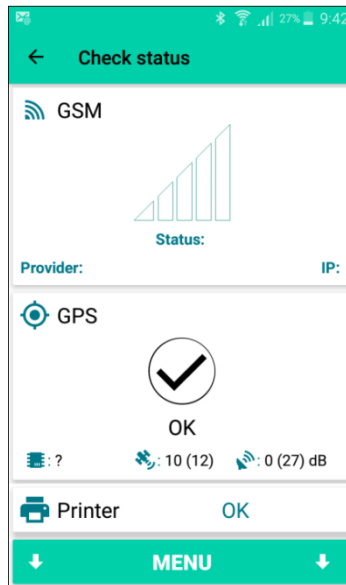 27% 9:42
Check status
GSM
Status:
Provider: IP:
GPS
OK
: ? : 10 (12) : 0 (27) dB
Printer OK
MENU